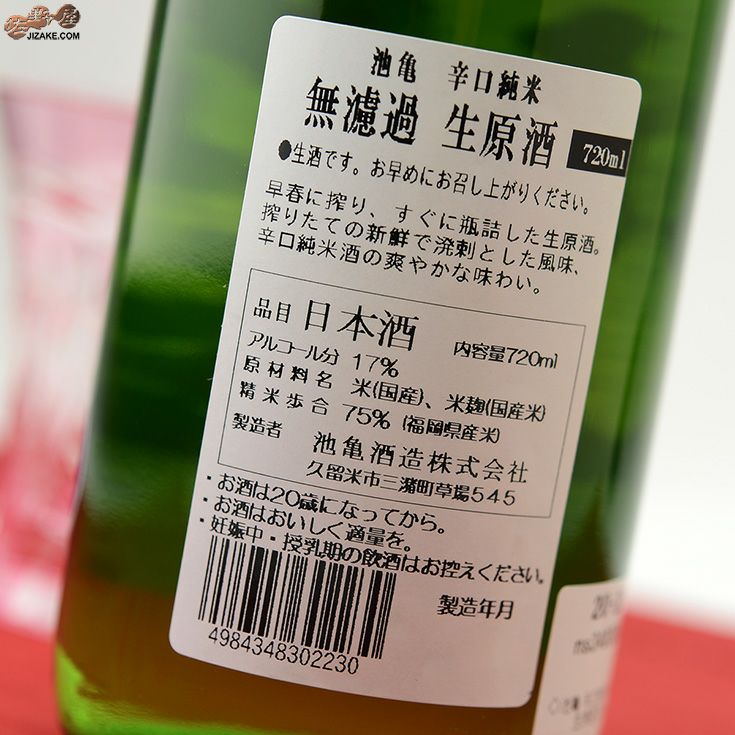 JIZAKE.COM
池亀 辛口純米
無濾過 生原酒 720ml
●生酒です。お早めにお召し上がりください。
早春に搾り、すぐに瓶詰した生原酒。
搾りたての新鮮で溌剌とした風味、
辛口純米酒の爽やかな味わい。
品目 日本酒 内容量720ml
アルコール分 17%
原材料名 米(国産)、米麹(国産米)
精米歩合 75% (福岡県産米)
製造者 池亀酒造株式会社
久留米市三潴町草場545
・お酒は20歳になってから。
・お酒はおいしく適量を。
・妊娠中・授乳期の飲酒はお控えください。
製造年月
4984348302230